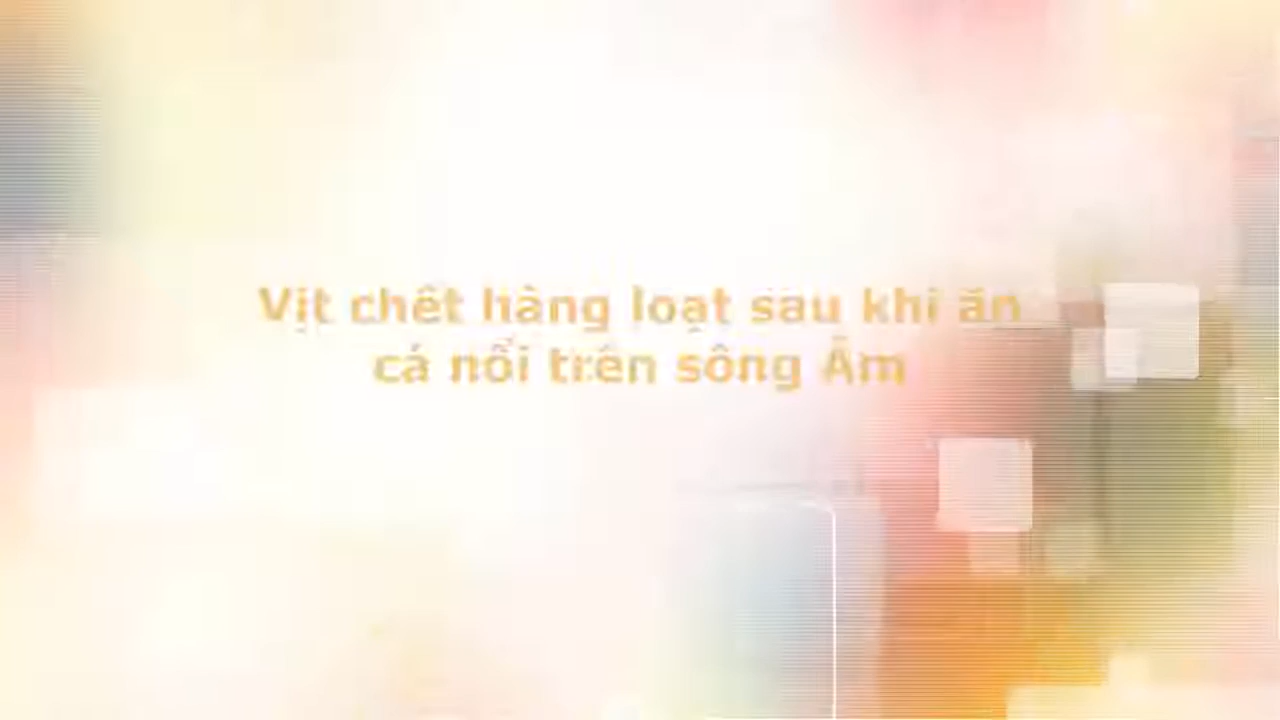 Vịt chết hàng loạt sau khi ăn
cá nổi trên sông Âm